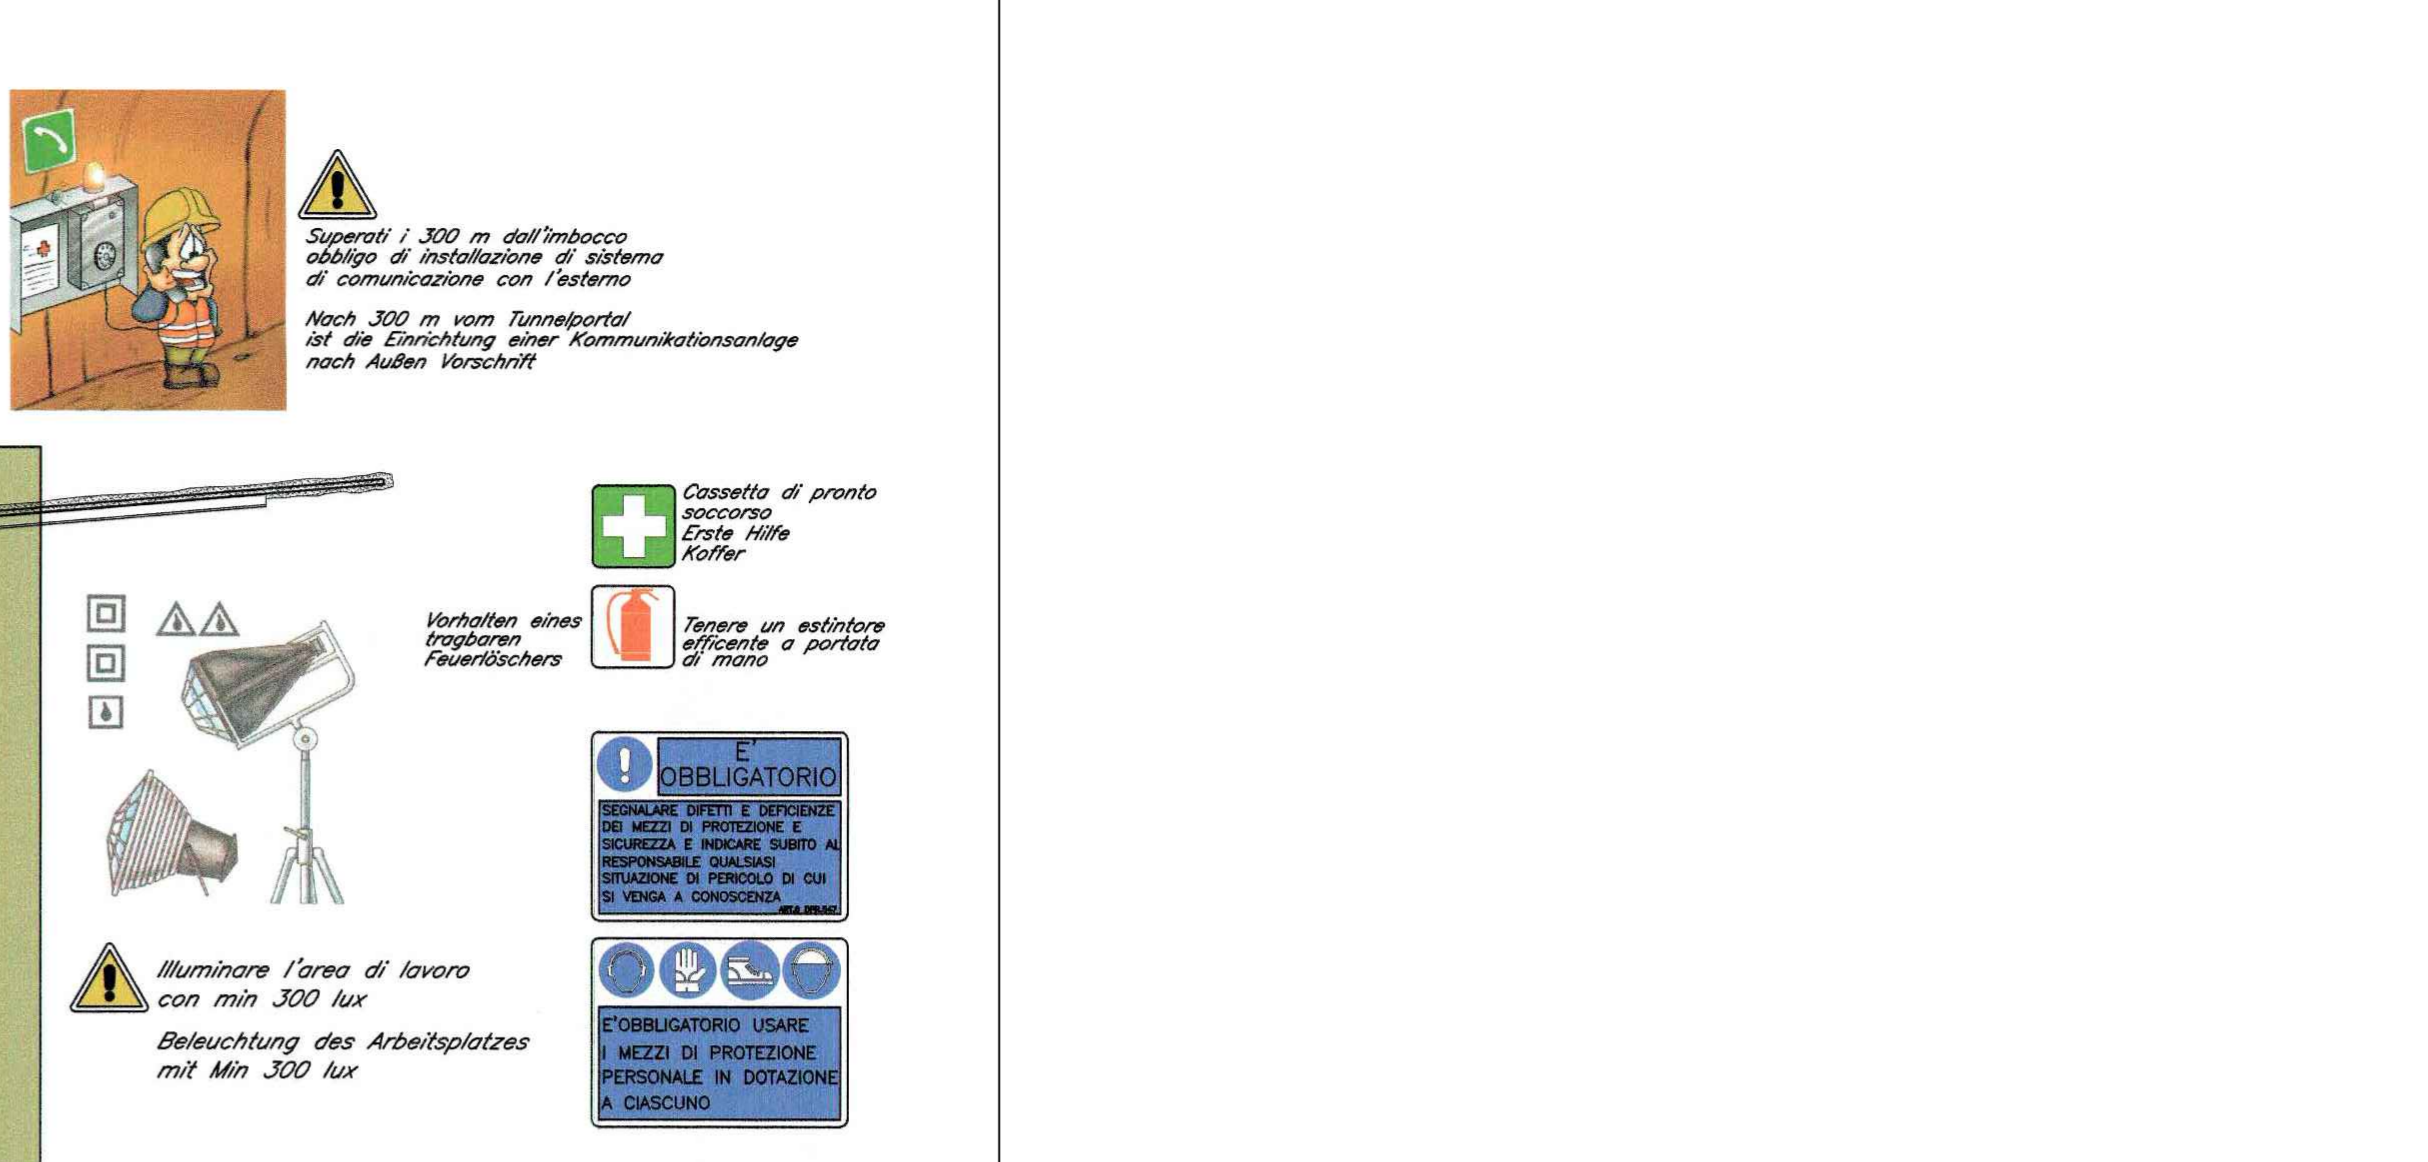 Superati i 300 m dall'imbocco
obbligo di installazione di sistema
di comunicazione con l'esterno
Nach 300 m vom Tunnelportal
ist die Einrichtung einer Kommunikationsanlage
nach Außen Vorschrift
Cassetta di pronto
soccorso
Erste Hilfe
Koffer
Vorhalten eines
tragbaren
Feuerlöschers
Tenere un estintore
efficente a portata
di mano
E'
OBBLIGATORIO
SEGNALARE DIFETTI E DEFICIENZE
DEI MEZZI DI PROTEZIONE E
SICUREZZA E INDICARE SUBITO AL
RESPONSABILE QUALSIASI
SITUAZIONE DI PERICOLO DI CUI
SI VENGA A CONOSCENZA
Illuminare l'area di lavoro
con min 300 lux
Beleuchtung des Arbeitsplatzes
mit Min 300 lux
E'OBBLIGATORIO USARE
I MEZZI DI PROTEZIONE
PERSONALE IN DOTAZIONE
A CIASCUNO